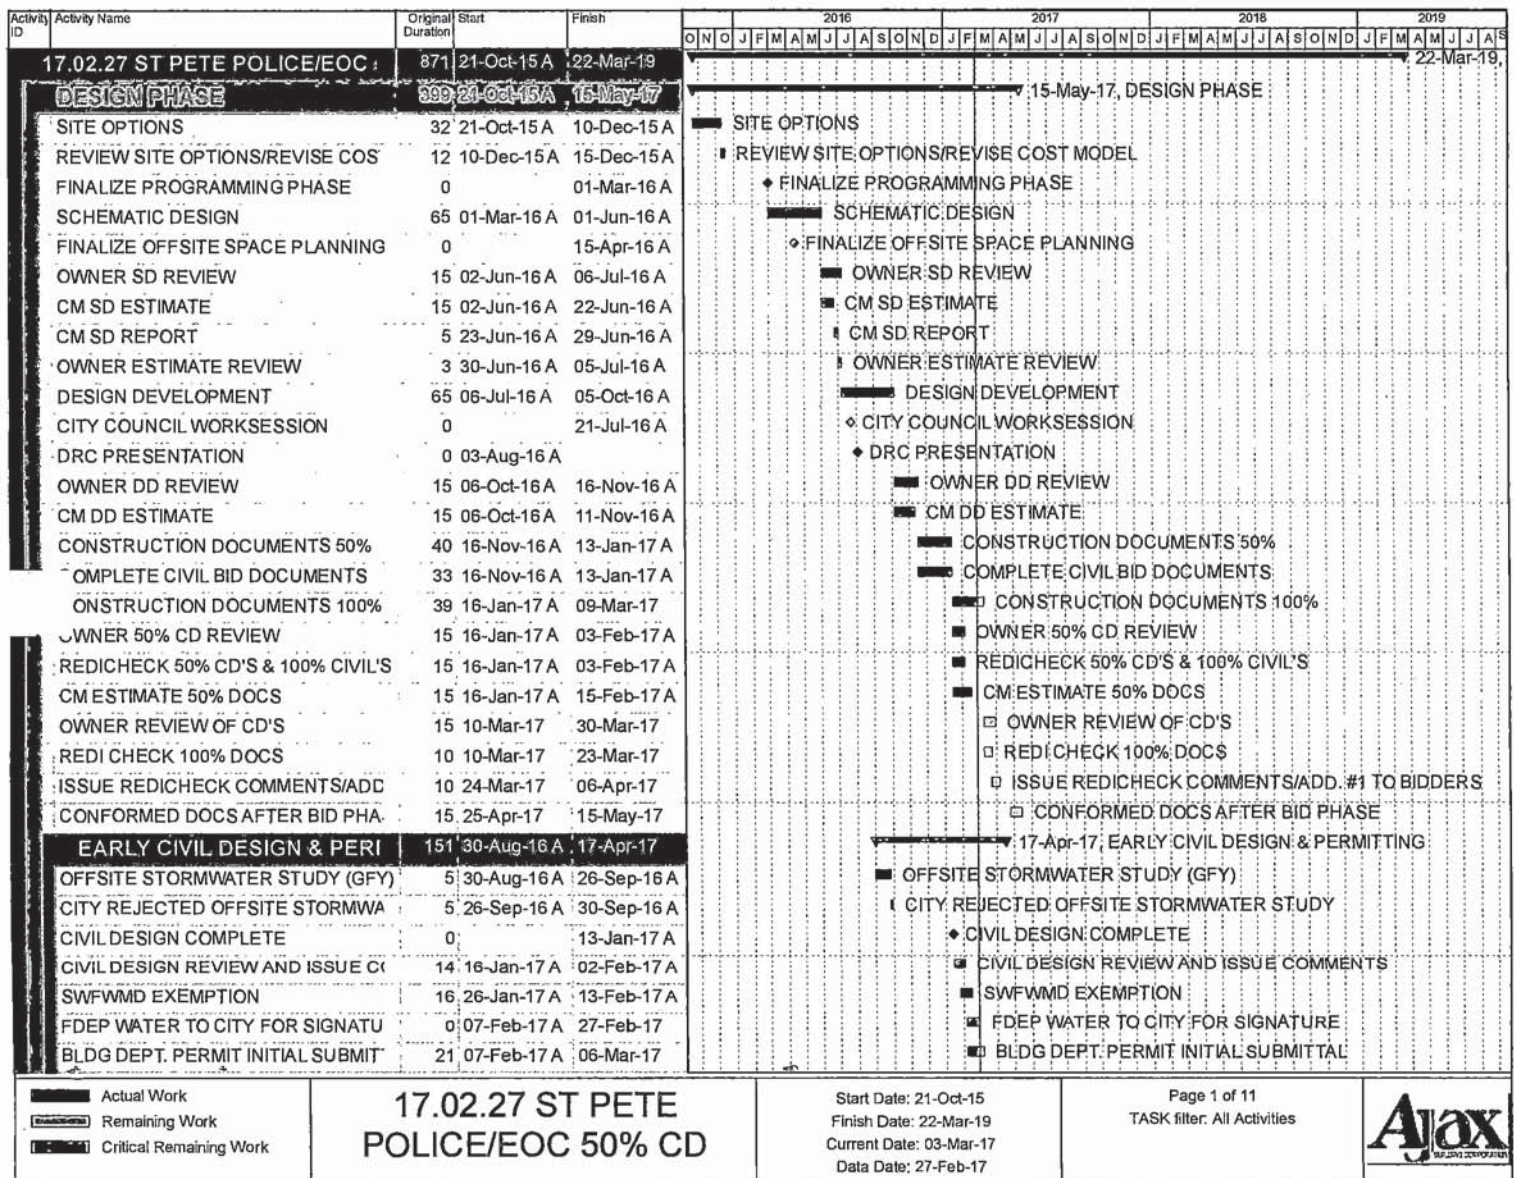 Activity ID Activity Name Original Duration Start Finish 2016 2017 2018 2019
O N D J F M A M J J A S O N D J F M A M J J A S O N D J F M A M J J A S O N D J F M A M J J A S
17.02.27 ST PETE POLICE/EOC 871 21-Oct-15 A 22-Mar-19 22-Mar-19,
DESIGN PHASE 399 21-Oct-15 A 15-May-17 15-May-17, DESIGN PHASE
SITE OPTIONS 32 21-Oct-15 A 10-Dec-15 A SITE OPTIONS
REVIEW SITE OPTIONS/REVISE COS 12 10-Dec-15 A 15-Dec-15 A REVIEW SITE OPTIONS/REVISE COST MODEL
FINALIZE PROGRAMMING PHASE 0 01-Mar-16 A FINALIZE PROGRAMMING PHASE
SCHEMATIC DESIGN 65 01-Mar-16 A 01-Jun-16 A SCHEMATIC DESIGN
FINALIZE OFFSITE SPACE PLANNING 0 15-Apr-16 A FINALIZE OFFSITE SPACE PLANNING
OWNER SD REVIEW 15 02-Jun-16 A 06-Jul-16 A OWNER SD REVIEW
CM SD ESTIMATE 15 02-Jun-16 A 22-Jun-16 A CM SD ESTIMATE
CM SD REPORT 5 23-Jun-16 A 29-Jun-16 A CM SD REPORT
OWNER ESTIMATE REVIEW 3 30-Jun-16 A 05-Jul-16 A OWNER ESTIMATE REVIEW
DESIGN DEVELOPMENT 65 06-Jul-16 A 05-Oct-16 A DESIGN DEVELOPMENT
CITY COUNCIL WORKSESSION 0 21-Jul-16 A CITY COUNCIL WORKSESSION
DRC PRESENTATION 0 03-Aug-16 A DRC PRESENTATION
OWNER DD REVIEW 15 06-Oct-16 A 16-Nov-16 A OWNER DD REVIEW
CM DD ESTIMATE 15 06-Oct-16 A 11-Nov-16 A CM DD ESTIMATE
CONSTRUCTION DOCUMENTS 50% 40 16-Nov-16 A 13-Jan-17 A CONSTRUCTION DOCUMENTS 50%
OMPLETE CIVIL BID DOCUMENTS 33 16-Nov-16 A 13-Jan-17 A COMPLETE CIVIL BID DOCUMENTS
ONSTRUCTION DOCUMENTS 100% 39 16-Jan-17 A 09-Mar-17 CONSTRUCTION DOCUMENTS 100%
OWNER 50% CD REVIEW 15 16-Jan-17 A 03-Feb-17 A OWNER 50% CD REVIEW
REDICHECK 50% CD'S & 100% CIVIL'S 15 16-Jan-17 A 03-Feb-17 A REDICHECK 50% CD'S & 100% CIVIL'S
CM ESTIMATE 50% DOCS 15 16-Jan-17 A 15-Feb-17 A CM ESTIMATE 50% DOCS
OWNER REVIEW OF CD'S 15 10-Mar-17 30-Mar-17 OWNER REVIEW OF CD'S
REDI CHECK 100% DOCS 10 10-Mar-17 23-Mar-17 REDI CHECK 100% DOCS
ISSUE REDICHECK COMMENTS/ADD 10 24-Mar-17 06-Apr-17 ISSUE REDICHECK COMMENTS/ADD. #1 TO BIDDERS
CONFORMED DOCS AFTER BID PHA 15 25-Apr-17 15-May-17 CONFORMED DOCS AFTER BID PHASE
EARLY CIVIL DESIGN & PERI 151 30-Aug-16 A 17-Apr-17 17-Apr-17, EARLY CIVIL DESIGN & PERMITTING
OFFSITE STORMWATER STUDY (GFY) 5 30-Aug-16 A 26-Sep-16 A OFFSITE STORMWATER STUDY (GFY)
CITY REJECTED OFFSITE STORMWA 5 26-Sep-16 A 30-Sep-16 A CITY REJECTED OFFSITE STORMWATER STUDY
CIVIL DESIGN COMPLETE 0 13-Jan-17 A CIVIL DESIGN COMPLETE
CIVIL DESIGN REVIEW AND ISSUE C( 14 16-Jan-17 A 02-Feb-17 A CIVIL DESIGN REVIEW AND ISSUE COMMENTS
SWFWMD EXEMPTION 16 26-Jan-17 A 13-Feb-17 A SWFWMD EXEMPTION
FDEP WATER TO CITY FOR SIGNATU 0 07-Feb-17 A 27-Feb-17 FDEP WATER TO CITY FOR SIGNATURE
BLDG DEPT. PERMIT INITIAL SUBMIT 21 07-Feb-17 A 06-Mar-17 BLDG DEPT. PERMIT INITIAL SUBMITTAL
Actual Work
Remaining Work
Critical Remaining Work
17.02.27 ST PETE
POLICE/EOC 50% CD
Start Date: 21-Oct-15
Finish Date: 22-Mar-19
Current Date: 03-Mar-17
Data Date: 27-Feb-17
Page 1 of 11
TASK filter: All Activities
Ajax
BUILDING CORPORATION